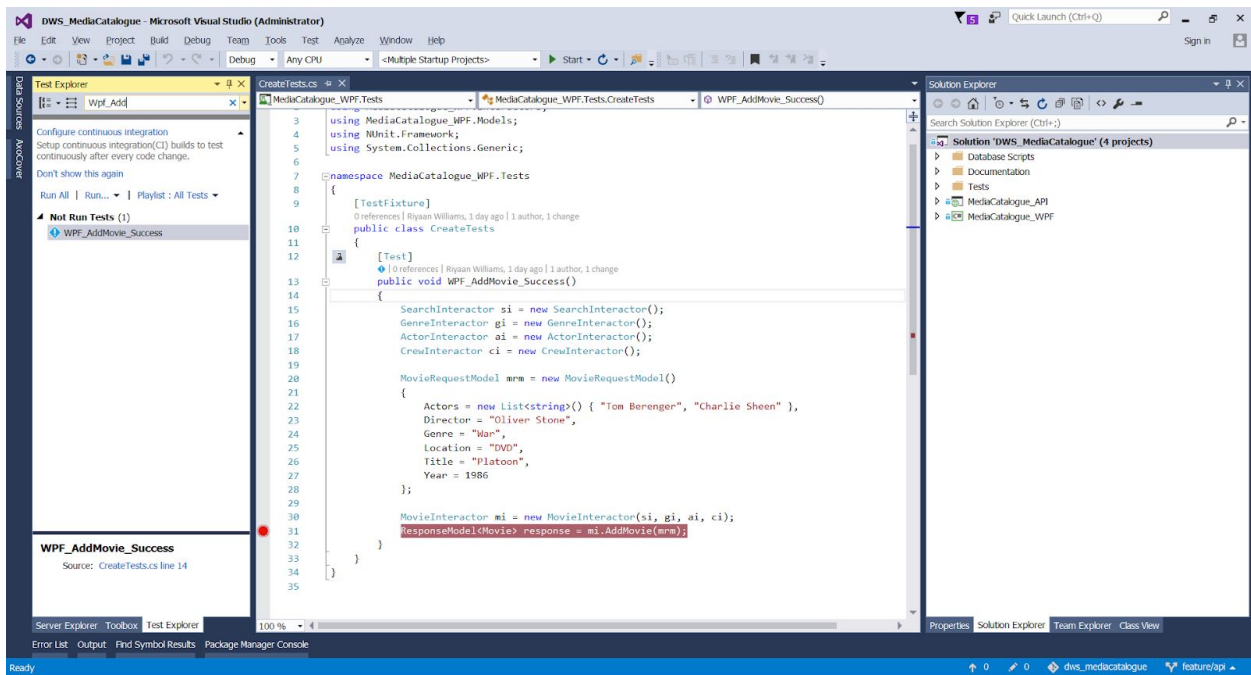 DWS_MediaCatalogue - Microsoft Visual Studio (Administrator)
5
Quick Launch (Ctrl+Q)
File Edit View Project Build Debug Team Tools Test Analyze Window Help
Sign in
Debug Any CPU <Multiple Startup Projects> Start
Data Sources
AxoCover
Test Explorer
Wpf_Add
Configure continuous integration
Setup continuous integration(CI) builds to test
continuously after every code change.
Don't show this again
Run All | Run... | Playlist : All Tests
Not Run Tests (1)
WPF_AddMovie_Success
WPF_AddMovie_Success
Source: CreateTests.cs line 14
Server Explorer Toolbox Test Explorer
CreateTests.cs
MediaCatalogue_WPF.Tests MediaCatalogue_WPF.Tests.CreateTests WPF_AddMovie_Success()
3 using MediaCatalogue_WPF.Models;
4 using NUnit.Framework;
5 using System.Collections.Generic;
6
7 namespace MediaCatalogue_WPF.Tests
8 {
9 [TestFixture]
0 references | Riyaan Williams, 1 day ago | 1 author, 1 change
10 public class CreateTests
11 {
12 [Test]
| 0 references | Riyaan Williams, 1 day ago | 1 author, 1 change
13 public void WPF_AddMovie_Success()
14 {
15 SearchInteractor si = new SearchInteractor();
16 GenreInteractor gi = new GenreInteractor();
17 ActorInteractor ai = new ActorInteractor();
18 CrewInteractor ci = new CrewInteractor();
19
20 MovieRequestModel mrm = new MovieRequestModel()
21 {
22 Actors = new List<string>() { "Tom Berenger", "Charlie Sheen" },
23 Director = "Oliver Stone",
24 Genre = "War",
25 Location = "DVD",
26 Title = "Platoon",
27 Year = 1986
28 };
29
30 MovieInteractor mi = new MovieInteractor(si, gi, ai, ci);
31 ResponseModel<Movie> response = mi.AddMovie(mrm);
32 }
33 }
34 }
35
100 %
Solution Explorer
Search Solution Explorer (Ctrl+;)
Solution 'DWS_MediaCatalogue' (4 projects)
Database Scripts
Documentation
Tests
MediaCatalogue_API
MediaCatalogue_WPF
Properties Solution Explorer Team Explorer Class View
Error List Output Find Symbol Results Package Manager Console
Ready
0 0 dws_mediacatalogue feature/api